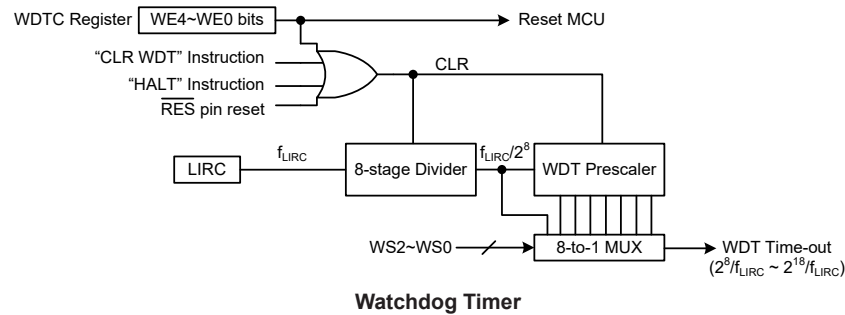 WDTC Register WE4~WE0 bits Reset MCU
“CLR WDT” Instruction
CLR
“HALT” Instruction
RES pin reset
fLIRC
fLIRC/2⁸
LIRC 8-stage Divider WDT Prescaler
WS2~WS0 8-to-1 MUX WDT Time-out
(2⁸/fLIRC ~ 2¹⁸/fLIRC)
Watchdog Timer